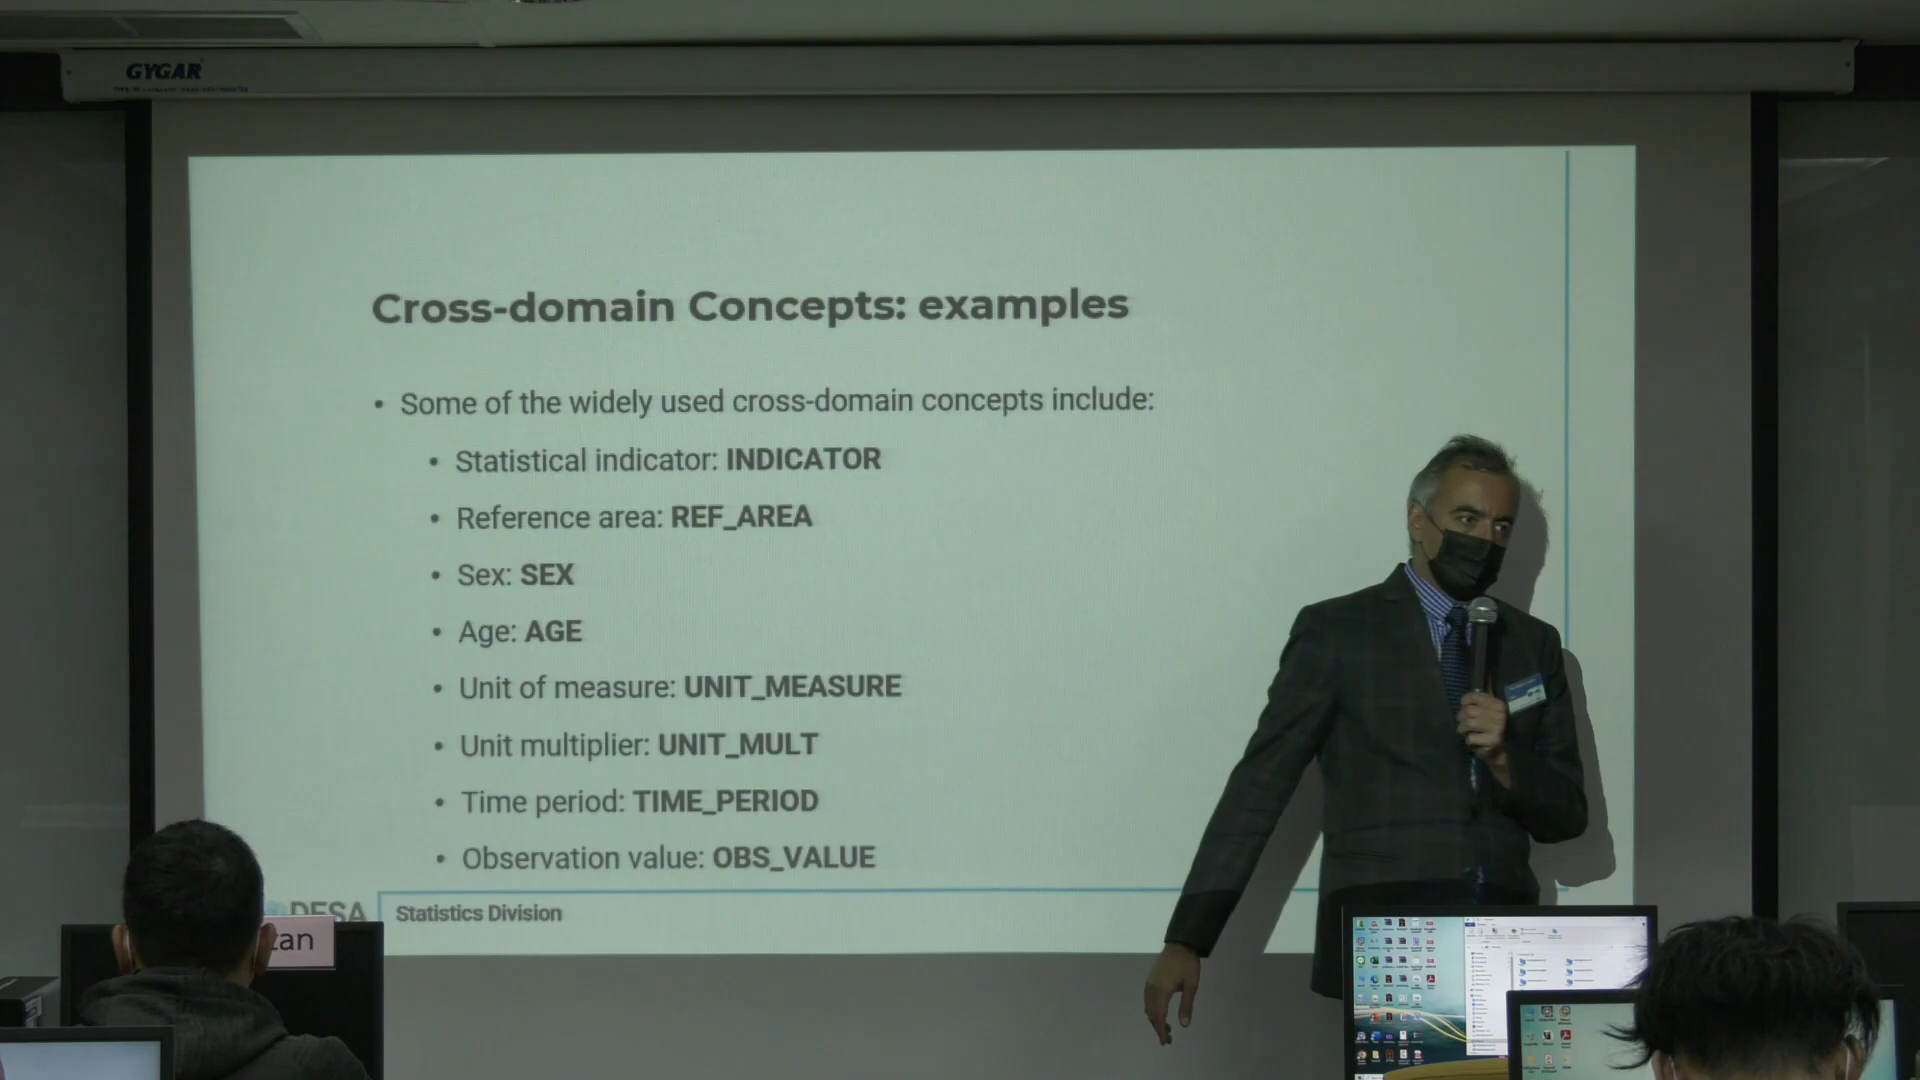 GYGAR
Cross-domain Concepts: examples
• Some of the widely used cross-domain concepts include:
• Statistical indicator: INDICATOR
• Reference area: REF_AREA
• Sex: SEX
• Age: AGE
• Unit of measure: UNIT_MEASURE
• Unit multiplier: UNIT_MULT
• Time period: TIME_PERIOD
• Observation value: OBS_VALUE
DESA
Statistics Division